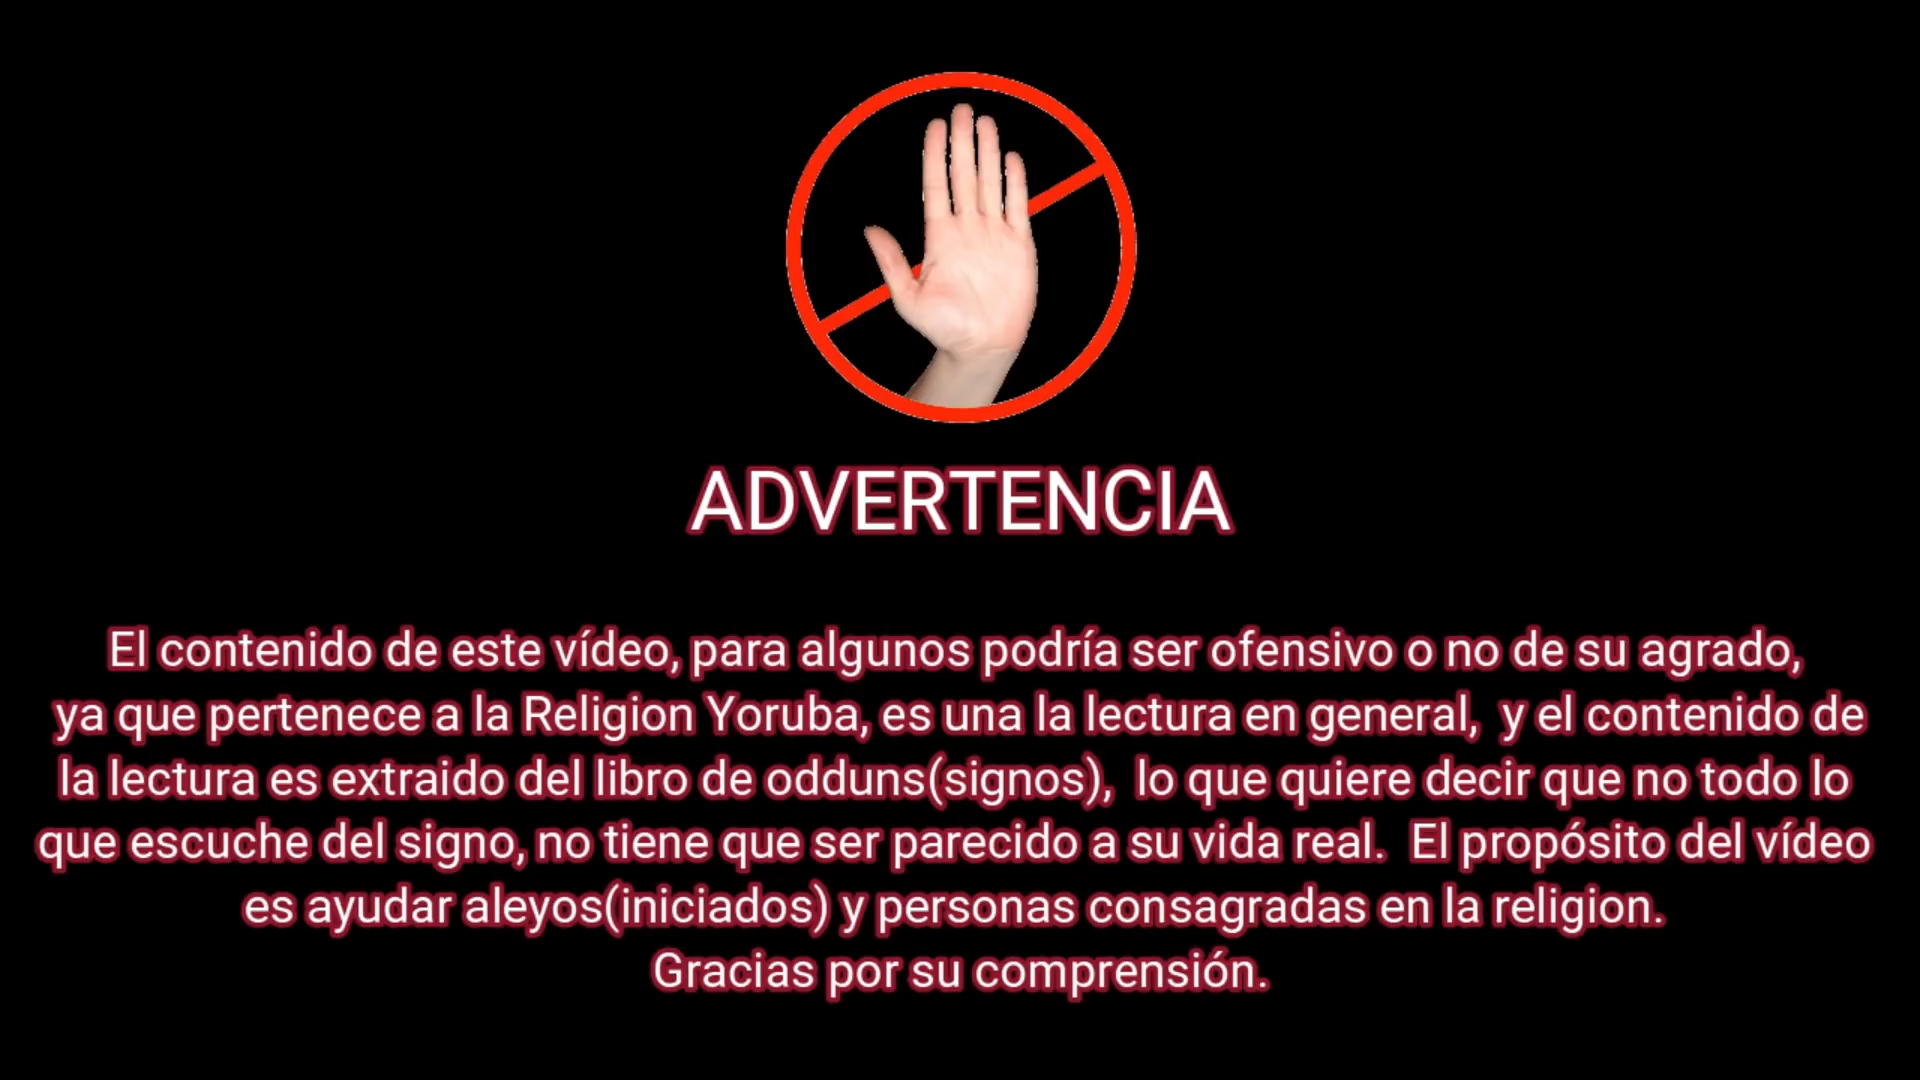 ADVERTENCIA
El contenido de este vídeo, para algunos podría ser ofensivo o no de su agrado,
ya que pertenece a la Religion Yoruba, es una la lectura en general, y el contenido de
la lectura es extraido del libro de odduns(signos), lo que quiere decir que no todo lo
que escuche del signo, no tiene que ser parecido a su vida real. El propósito del vídeo
es ayudar aleyos(iniciados) y personas consagradas en la religion.
Gracias por su comprensión.